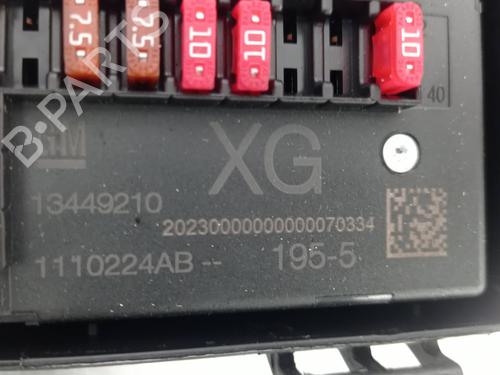 7.5 7.5 10 10 10
40
GM XG
13449210
20230000000000070334
1110224AB -- 195-5
B-Parts